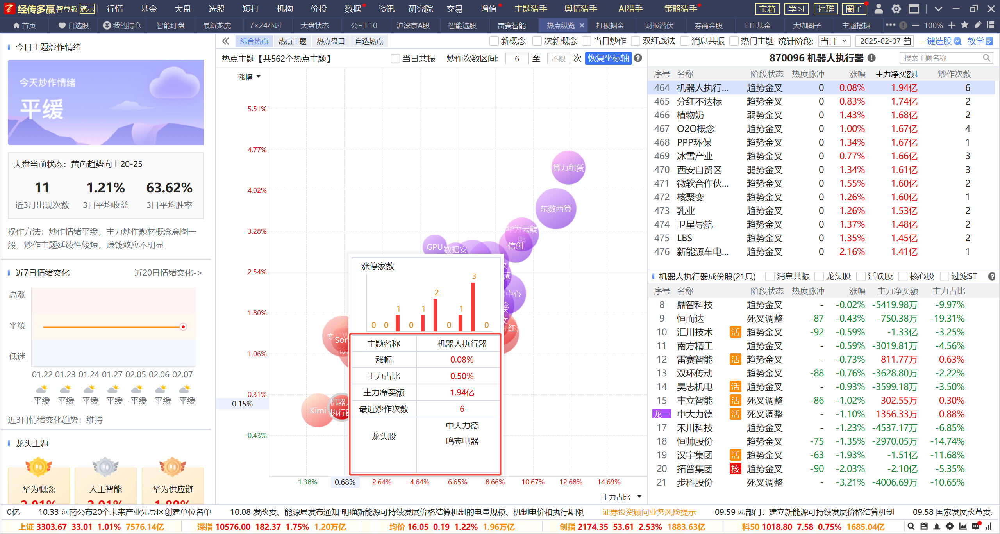 经传多赢 智尊版 演示 行情 基金 大盘 选股 短打 机构 价投 数据 资讯 研究院 交易 增值 主题猎手 舆情猎手 AI猎手 策略猎手 宝箱 学习 社群 圈子
首页 自选股 我的持仓 智能盯盘 最新龙虎 7×24小时 大盘状态 公司F10 沪深京A股 智能选股 雷赛智能 热点纵览 打板掘金 财报潜伏 券商金股 ETF基金 大咖圈子 主题挖掘 100%
今日主题炒作情绪
今天炒作情绪
平缓
大盘当前状态：黄色趋势向上20-25
11 1.21% 63.62%
近3月出现次数 3日平均收益 3日平均胜率
操作方法：炒作情绪平缓，主力炒作题材概念意图一
般，炒作主题延续性较短，赚钱效应不明显
近7日情绪变化 近20日情绪变化->
高涨
平缓
低迷
01.22 01.23 01.24 01.27 02.05 02.06 02.07
平缓 平缓 平缓 平缓 平缓 平缓 平缓
近3日情绪变化趋势：维持
龙头主题
华为概念 人工智能 华为供应链
2.01% 2.01% 1.89%
综合热点 热点主题 热点盘口 自选热点 新概念 次新概念 当日炒作 双红战法 消息共振 热门主题 统计阶段: 当日 2025-02-07 一键选股 教学
热点主题【共562个热点主题】 当日共振 炒作次数区间: 6 至 不限 次 恢复坐标轴
涨幅
5.51%
4.77%
4.02%
3.28%
2.54%
1.80%
1.06%
0.31%
0.15%
-0.43%
算力租赁
东数西算
华为云鲲
鹏
信创
GPU 数据安
中心
红
专
Sor
Kimi
机器人
执行器
涨停家数
0 0 1 0 1 2 0 1 3 0
主题名称 机器人执行器
涨幅 0.08%
主力占比 0.50%
主力净买额 1.94亿
最近炒作次数 6
龙头股 中大力德
鸣志电器
-1.38% 0.68% 2.64% 4.64% 6.65% 8.66% 10.67% 12.68% 14.69%
主力占比
870096 机器人执行器 搜索主题名称
序号 名称 阶段状态 热度脉冲 涨幅 主力净买额↓ 炒作次数
464 机器人执行... 趋势金叉 0 0.08% 1.94亿 6
465 分红不达标 趋势金叉 0 0.83% 1.74亿 2
466 植物奶 弱势金叉 0 1.43% 1.68亿 2
467 O2O概念 趋势金叉 0 1.00% 1.67亿 4
468 PPP环保 趋势金叉 0 1.34% 1.67亿 1
469 冰雪产业 趋势金叉 0 0.77% 1.66亿 3
470 西安自贸区 弱势金叉 0 1.34% 1.61亿 3
471 微软合作伙... 趋势金叉 0 1.55% 1.60亿 2
472 核聚变 趋势金叉 0 1.26% 1.60亿 1
473 乳业 趋势金叉 0 1.26% 1.53亿 2
474 卫星导航 趋势金叉 0 1.37% 1.48亿 2
475 LBS 趋势金叉 0 1.35% 1.45亿 2
476 新能源车电... 趋势金叉 0 2.16% 1.41亿 1
机器人执行器成份股(21只) 消息共振 龙头股 活跃股 核心股 过滤ST
序号 名称 阶段状态 热度脉冲 涨幅 主力净买额 主力占比
8 鼎智科技 趋势金叉 - -0.02% -5419.98万 -9.97%
9 恒而达 死叉调整 -87 -0.43% -750.38万 -19.31%
10 汇川技术 活 趋势金叉 -92 -0.59% -1.33亿 -3.25%
11 南方精工 趋势金叉 - -0.59% -3019.81万 -4.56%
12 雷赛智能 活 趋势金叉 - -0.73% 811.77万 0.63%
13 双环传动 趋势金叉 -88 -0.76% -3628.80万 -2.22%
14 昊志机电 活 趋势金叉 - -0.93% -3599.18万 -3.50%
15 丰立智能 活 死叉调整 -86 -1.02% 302.55万 0.30%
龙一 中大力德 活 死叉调整 - -1.10% 1356.33万 0.88%
17 禾川科技 趋势金叉 - -1.23% -4537.17万 -6.85%
18 恒帅股份 趋势金叉 -75 -1.35% -2970.05万 -14.74%
19 汉宇集团 活 趋势金叉 -63 -1.93% -1.51亿 -11.68%
20 拓普集团 核 趋势金叉 -90 -2.03% -2.10亿 -5.35%
21 步科股份 死叉调整 - -3.21% -4006.69万 -10.65%
0亿 10:33 河南公布20个未来产业先导区创建单位名单 10:08 发改委、能源局发布通知 明确新能源可持续发展价格结算机制的电量规模、机制电价和执行期限 证券投资顾问业务风险提示 09:59 两部门：建立新能源可持续发展价格结算机制 09:58 国家发展改革委、
上证 3303.67 33.01 1.01% 7576.14亿 深指 10576.00 182.37 1.75% 1.20万亿 均价 16.05 0.19 1.22% 1.96万亿 创指 2174.35 53.61 2.53% 1883.63亿 科50 1018.80 7.58 0.75% 1685.04亿